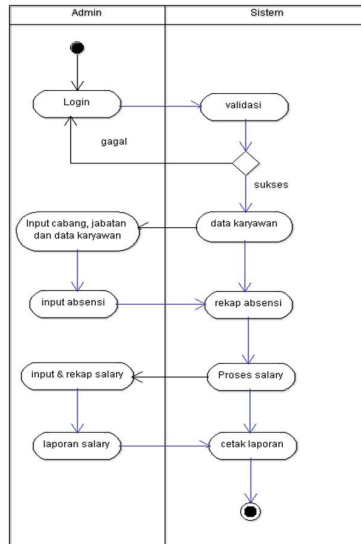 Admin
Sistem
Login
validasi
gagal
sukses
Input cabang, jabatan
dan data karyawan
data karyawan
input absensi
rekap absensi
input & rekap salary
Proses salary
laporan salary
cetak laporan